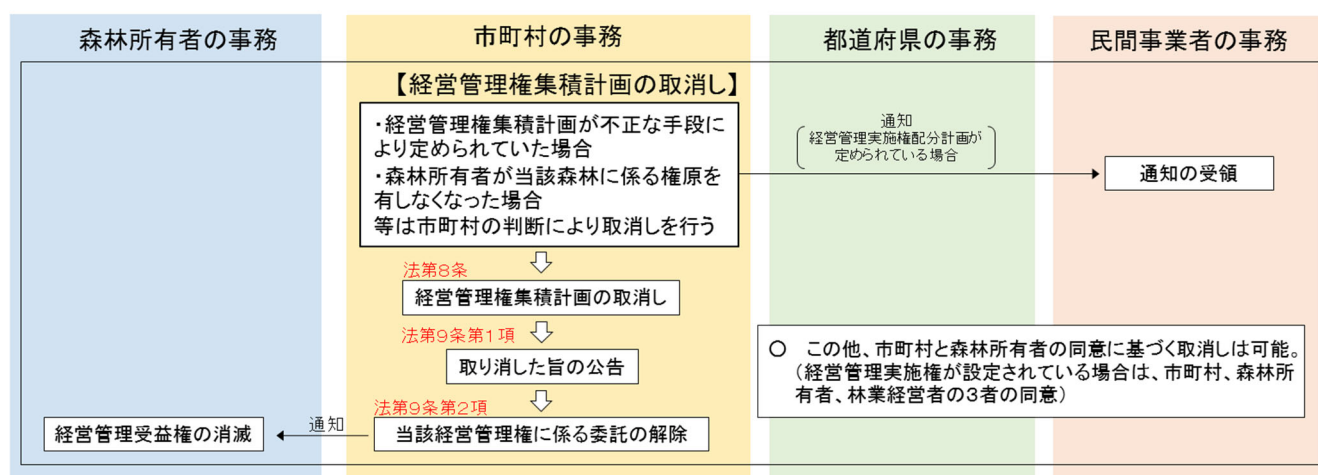 森林所有者の事務
市町村の事務
都道府県の事務
民間事業者の事務
【経営管理権集積計画の取消し】
・経営管理権集積計画が不正な手段に
より定められていた場合
・森林所有者が当該森林に係る権原を
有しなくなった場合
等は市町村の判断により取消しを行う
通知
経営管理実施権配分計画が
定められている場合
通知の受領
法第8条
経営管理権集積計画の取消し
法第9条第1項
取り消した旨の公告
法第9条第2項
当該経営管理権に係る委託の解除
通知
経営管理受益権の消滅
○　この他、市町村と森林所有者の同意に基づく取消しは可能。
（経営管理実施権が設定されている場合は、市町村、森林所
有者、林業経営者の3者の同意）